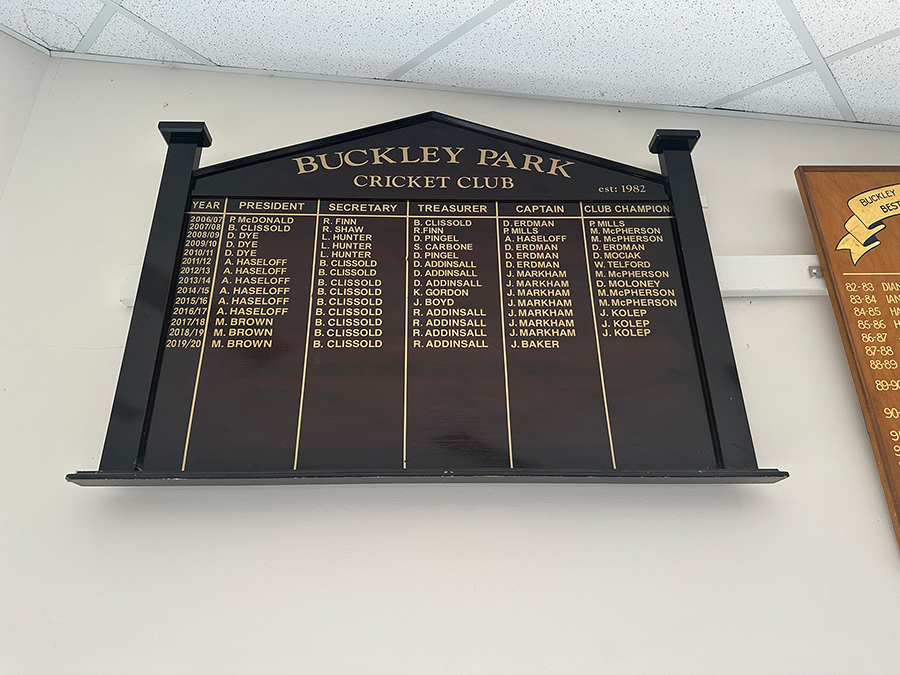 BUCKLEY PARK
CRICKET CLUB
est: 1982
YEAR PRESIDENT SECRETARY TREASURER CAPTAIN CLUB CHAMPION
2006/07 P. McDONALD R. FINN B. CLISSOLD D. ERDMAN P. MILLS
2007/08 B. CLISSOLD R. SHAW R.FINN P. MILLS M. McPHERSON
2008/09 D. DYE L. HUNTER D. PINGEL A. HASELOFF M. McPHERSON
2009/10 D. DYE L. HUNTER S. CARBONE D. ERDMAN D. ERDMAN
2010/11 D. DYE L. HUNTER D. PINGEL D. ERDMAN D. MOCIAK
2011/12 A. HASELOFF B. CLISSOLD D. ADDINSALL D. ERDMAN W. TELFORD
2012/13 A. HASELOFF B. CLISSOLD D. ADDINSALL J. MARKHAM M. McPHERSON
2013/14 A. HASELOFF B. CLISSOLD D. ADDINSALL J. MARKHAM D. MOLONEY
2014/15 A. HASELOFF B. CLISSOLD K. GORDON J. MARKHAM M. McPHERSON
2015/16 A. HASELOFF B. CLISSOLD J. BOYD J. MARKHAM M. McPHERSON
2016/17 A. HASELOFF B. CLISSOLD R. ADDINSALL J. MARKHAM J. KOLEP
2017/18 M. BROWN B. CLISSOLD R. ADDINSALL J. MARKHAM J. KOLEP
2018/19 M. BROWN B. CLISSOLD R. ADDINSALL J. MARKHAM J. KOLEP
2019/20 M. BROWN B. CLISSOLD R. ADDINSALL J. BAKER
BUCKLEY
BEST
82-83 DIAN
83-84 IAN
84-85 HA
85-86 H
86-87 J
87-88
88-89
89-90
90-